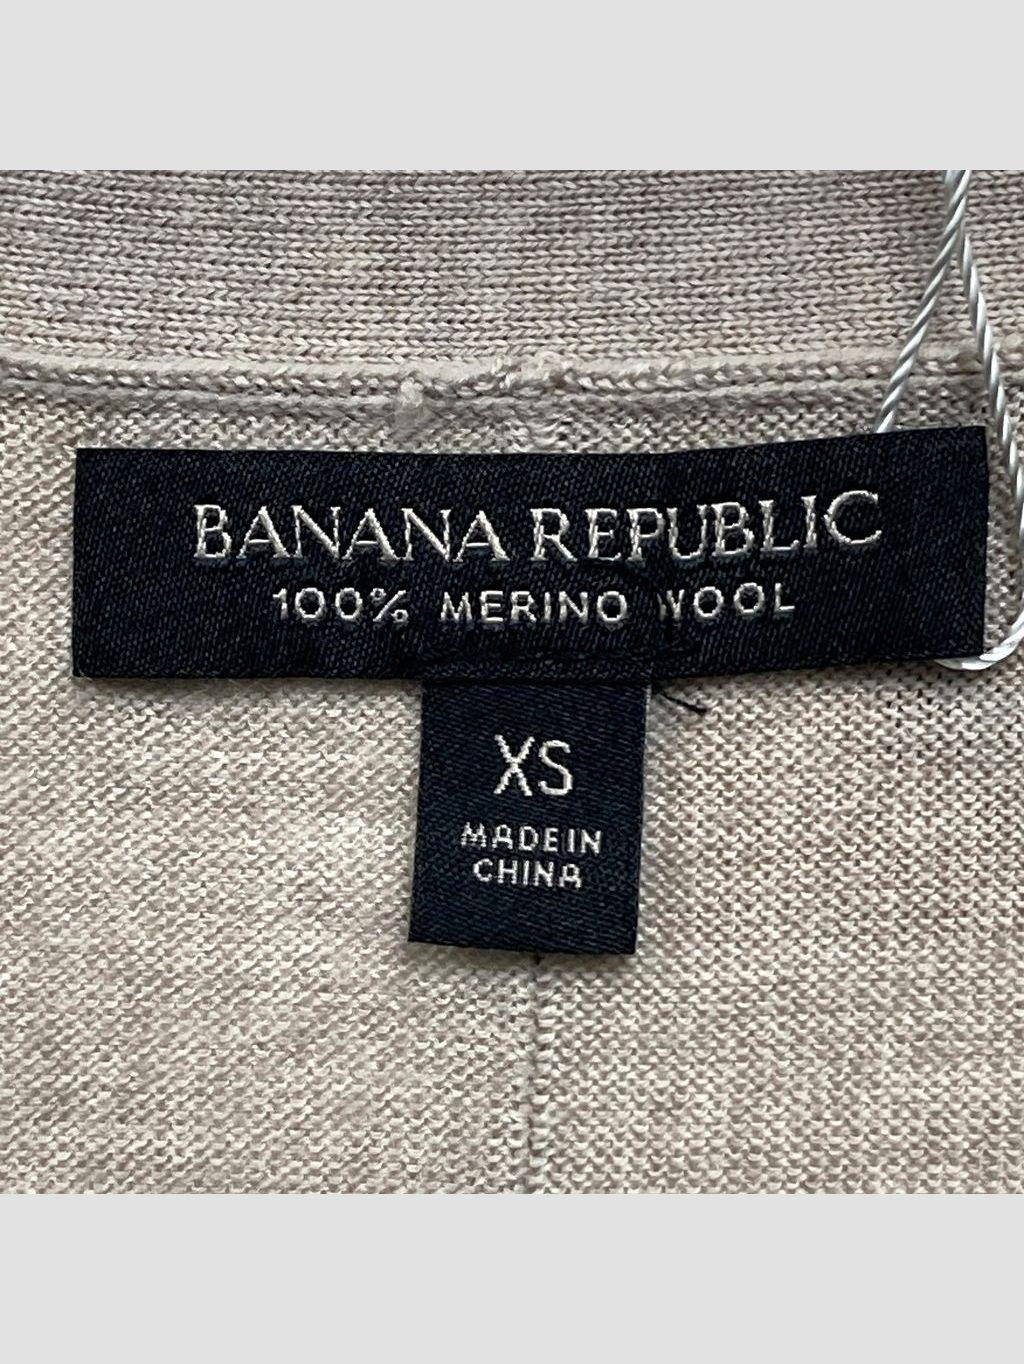 BANANA REPUBLIC
100% MERINO WOOL
XS
MADE IN
CHINA